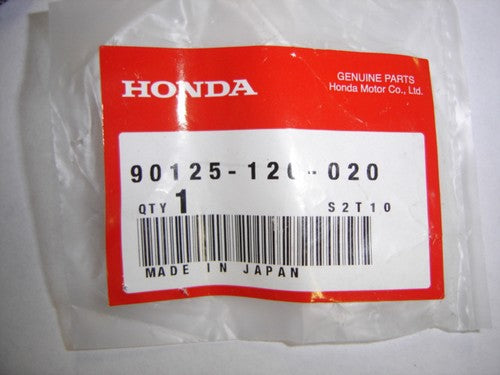 HONDA
GENUINE PARTS
Honda Motor Co., Ltd.
90125-120-020
QTY 1
S2T10
MADE IN JAPAN